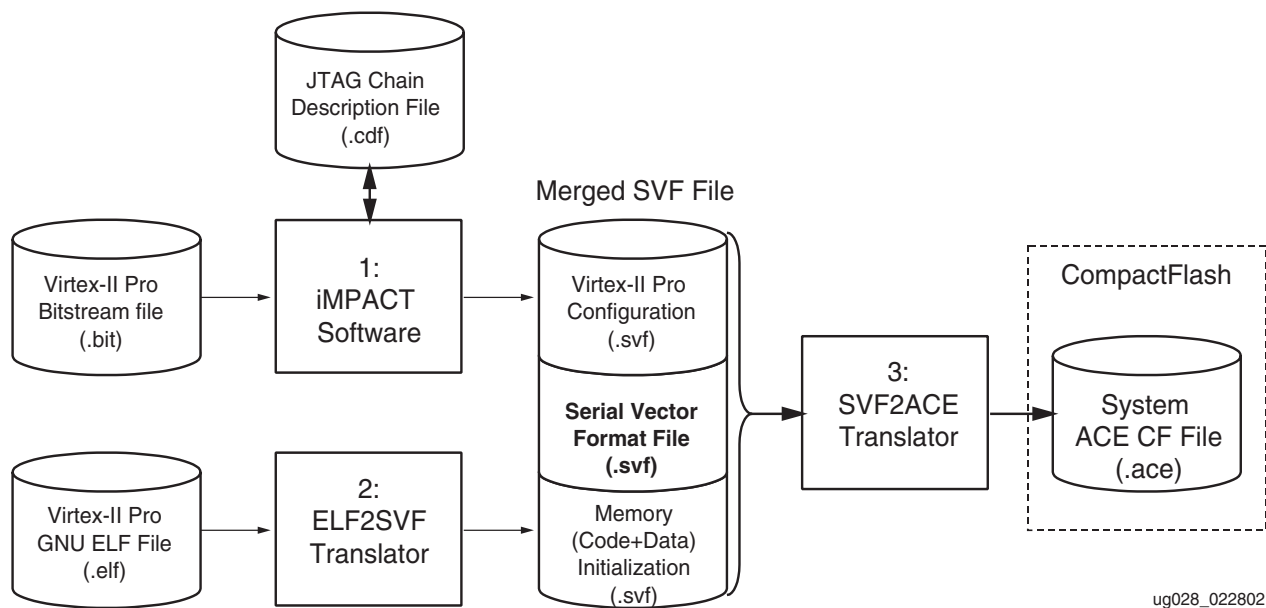 JTAG Chain
Description File
(.cdf)
Merged SVF File
Virtex-II Pro
Bitstream file
(.bit)
1:
iMPACT
Software
Virtex-II Pro
Configuration
(.svf)
CompactFlash
Serial Vector
Format File
(.svf)
3:
SVF2ACE
Translator
System
ACE CF File
(.ace)
Virtex-II Pro
GNU ELF File
(.elf)
2:
ELF2SVF
Translator
Memory
(Code+Data)
Initialization
(.svf)
ug028_022802